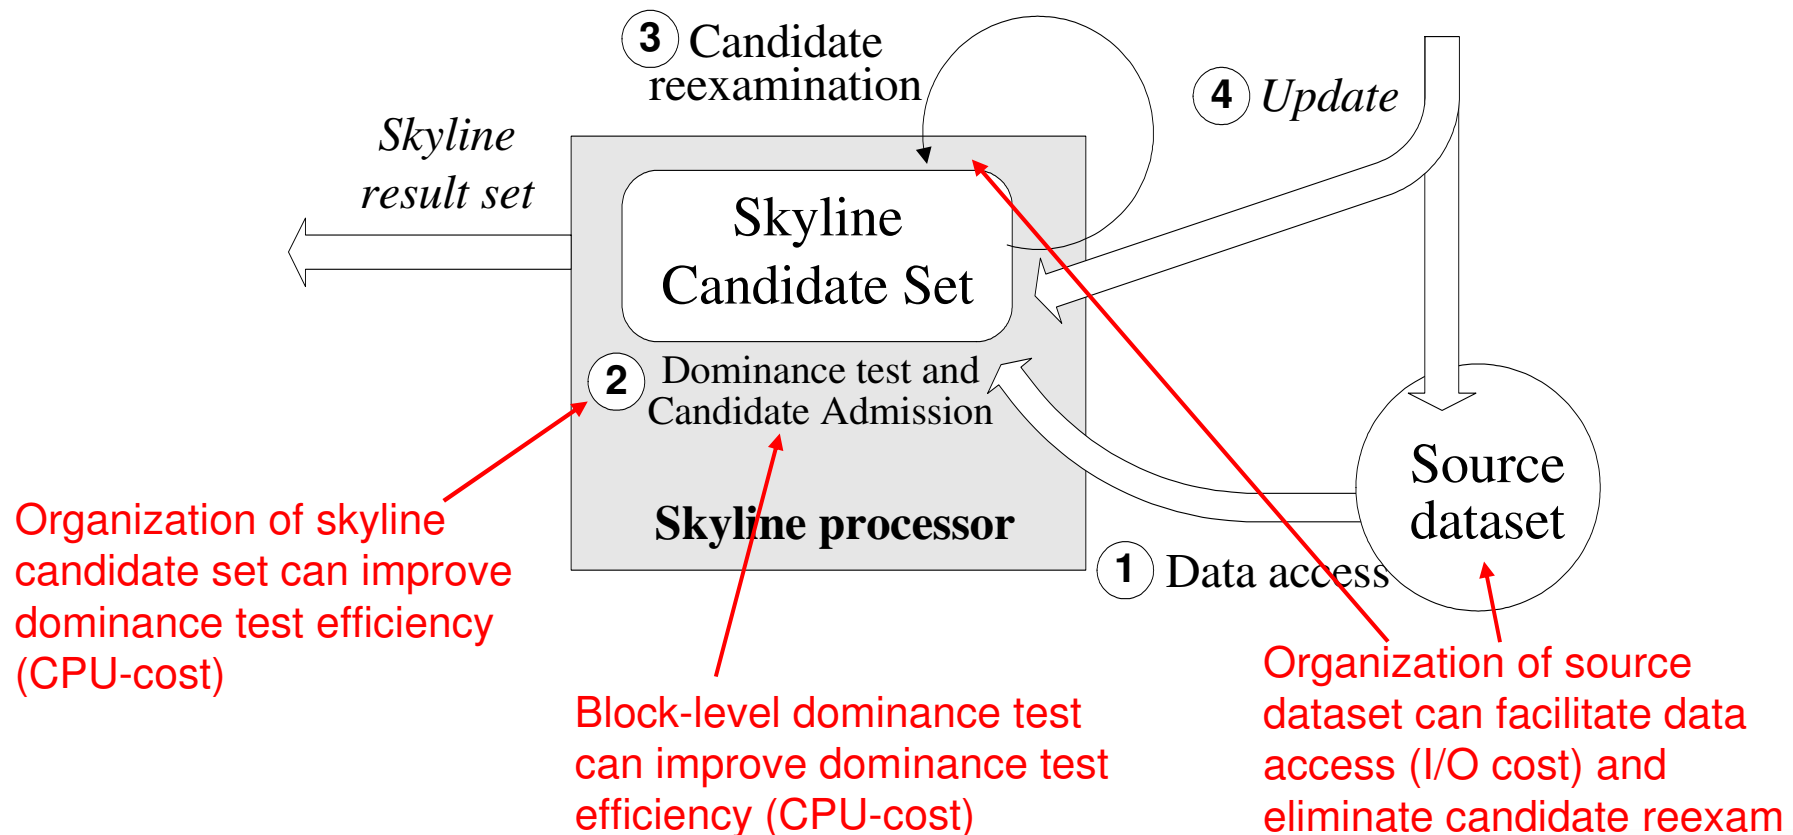 3 Candidate
reexamination
4 Update
Skyline
result set
Skyline
Candidate Set
2 Dominance test and
Candidate Admission
Skyline processor
Source
dataset
1 Data access
Organization of skyline
candidate set can improve
dominance test efficiency
(CPU-cost)
Block-level dominance test
can improve dominance test
efficiency (CPU-cost)
Organization of source
dataset can facilitate data
access (I/O cost) and
eliminate candidate reexam